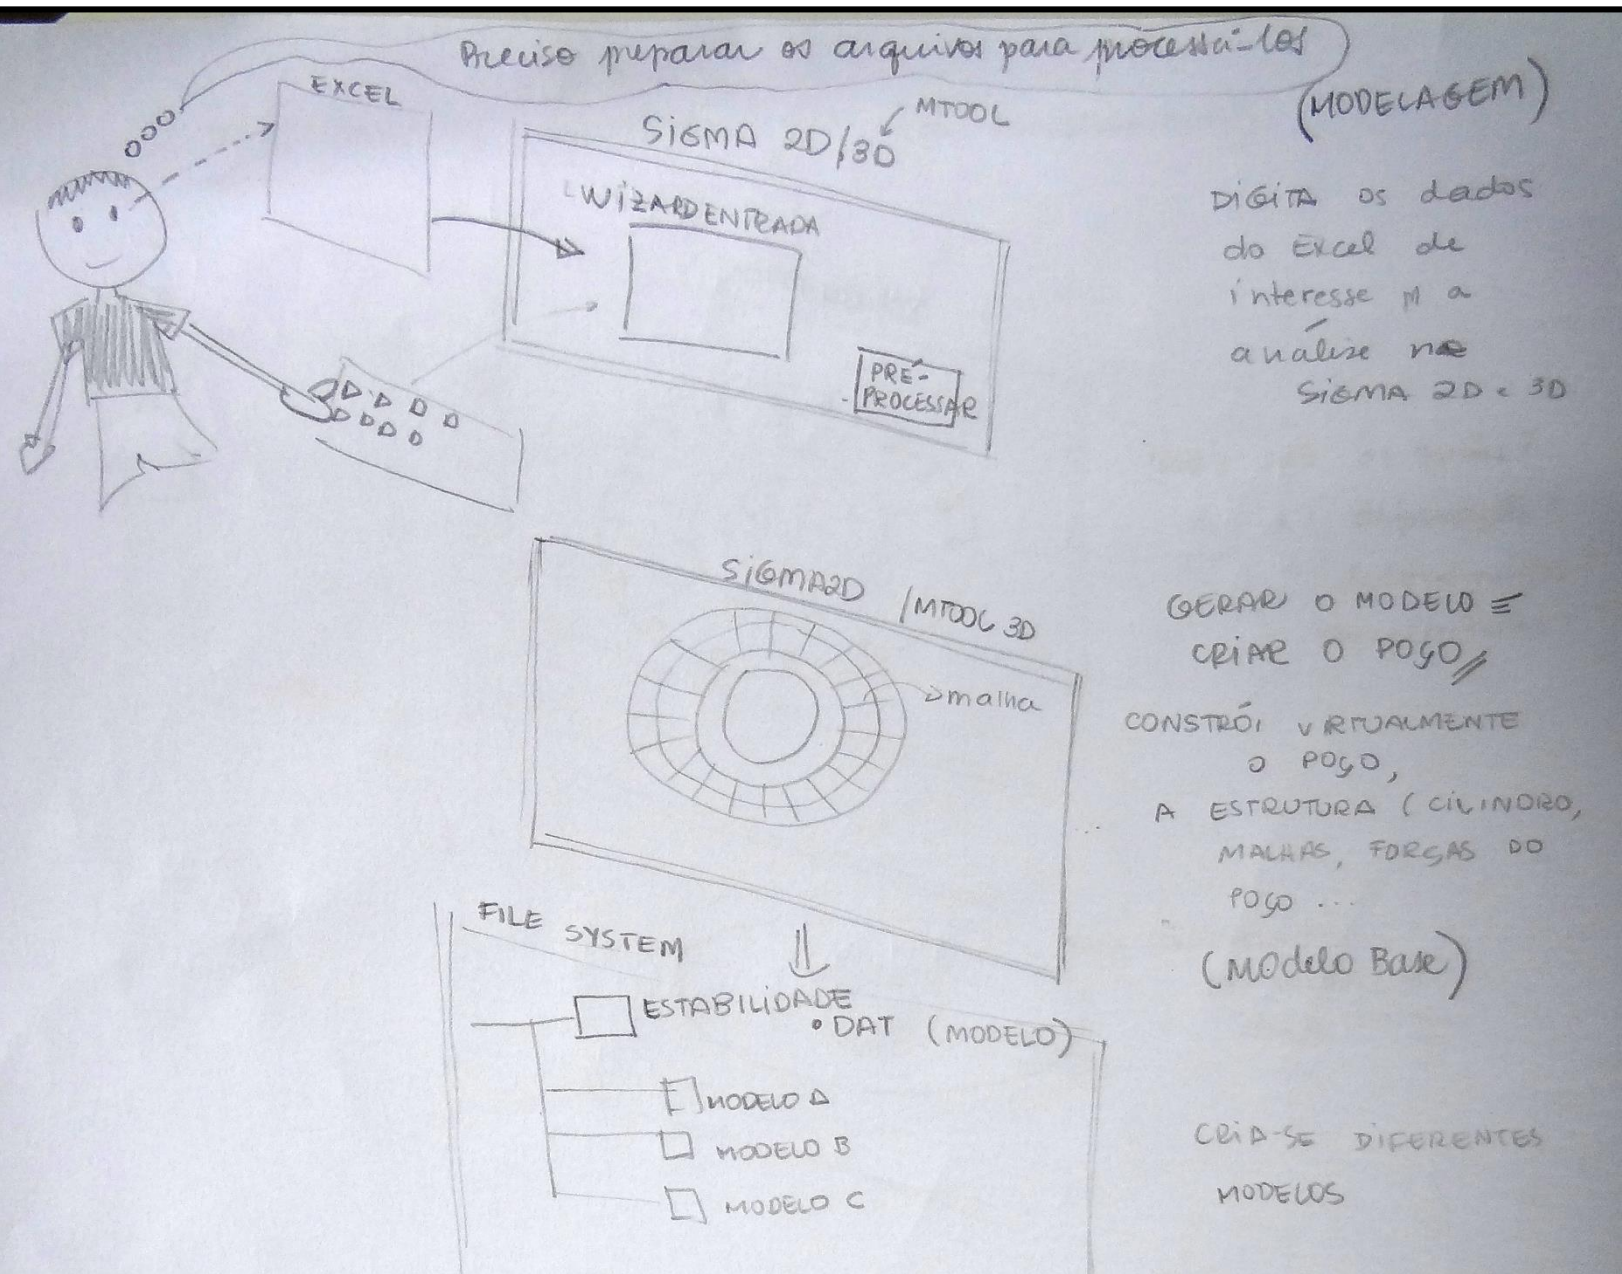 Preciso preparar os arquivos para processá-los
(MODELAGEM)
EXCEL
MTOOL
SIGMA 2D/3D
WIZARD ENTRADA
PRÉ-
PROCESSAR
DIGITA os dados
do Excel de
interesse p/ a
análise no
SIGMA 2D e 3D
SIGMA2D /MTOOL 3D
malha
GERAR O MODELO =
CRIAR O POÇO
CONSTRÓI VIRTUALMENTE
O POÇO,
A ESTRUTURA (CILINDRO,
MALHAS, FORÇAS DO
POÇO ...
(Modelo Base)
FILE SYSTEM
ESTABILIDADE
• DAT (MODELO)
MODELO A
MODELO B
MODELO C
CRIA-SE DIFERENTES
MODELOS